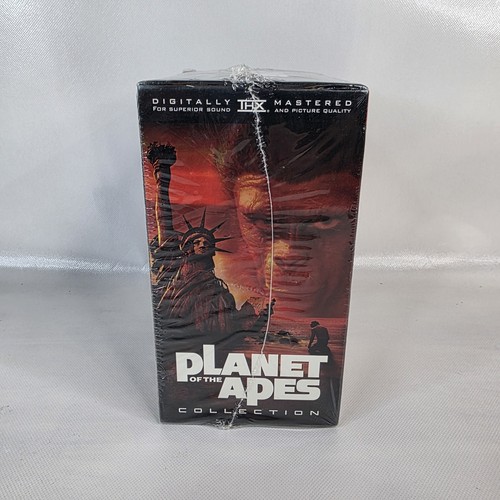 DIGITALLY THX MASTERED
FOR SUPERIOR SOUND AND PICTURE QUALITY
PLANET
OF THE APES
COLLECTION